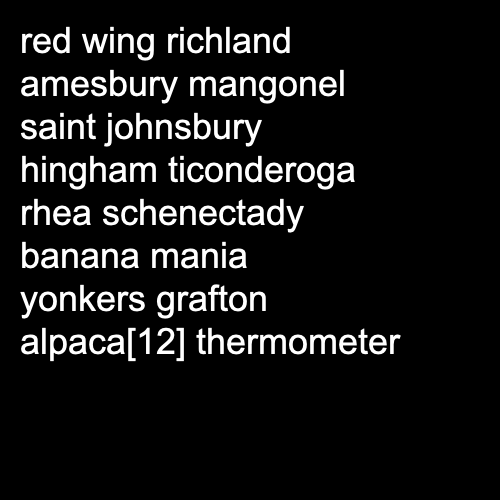 red wing richland
amesbury mangonel
saint johnsbury
hingham ticonderoga
rhea schenectady
banana mania
yonkers grafton
alpaca[12] thermometer